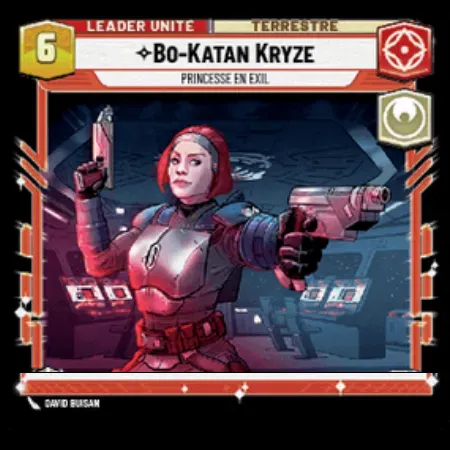 LEADER UNITÉ
TERRESTRE
6
BO-KATAN KRYZE
PRINCESSE EN EXIL
DAVID BUISAN